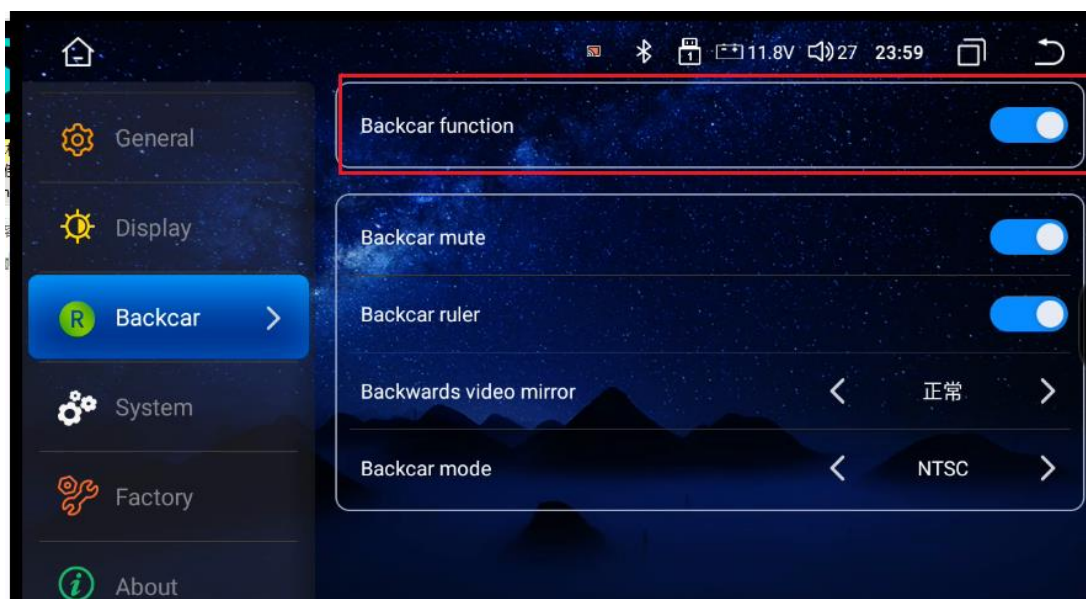 1 11.8V 27 23:59
General
Display
R Backcar
System
Factory
i About
Backcar function
Backcar mute
Backcar ruler
Backwards video mirror 正常
Backcar mode NTSC